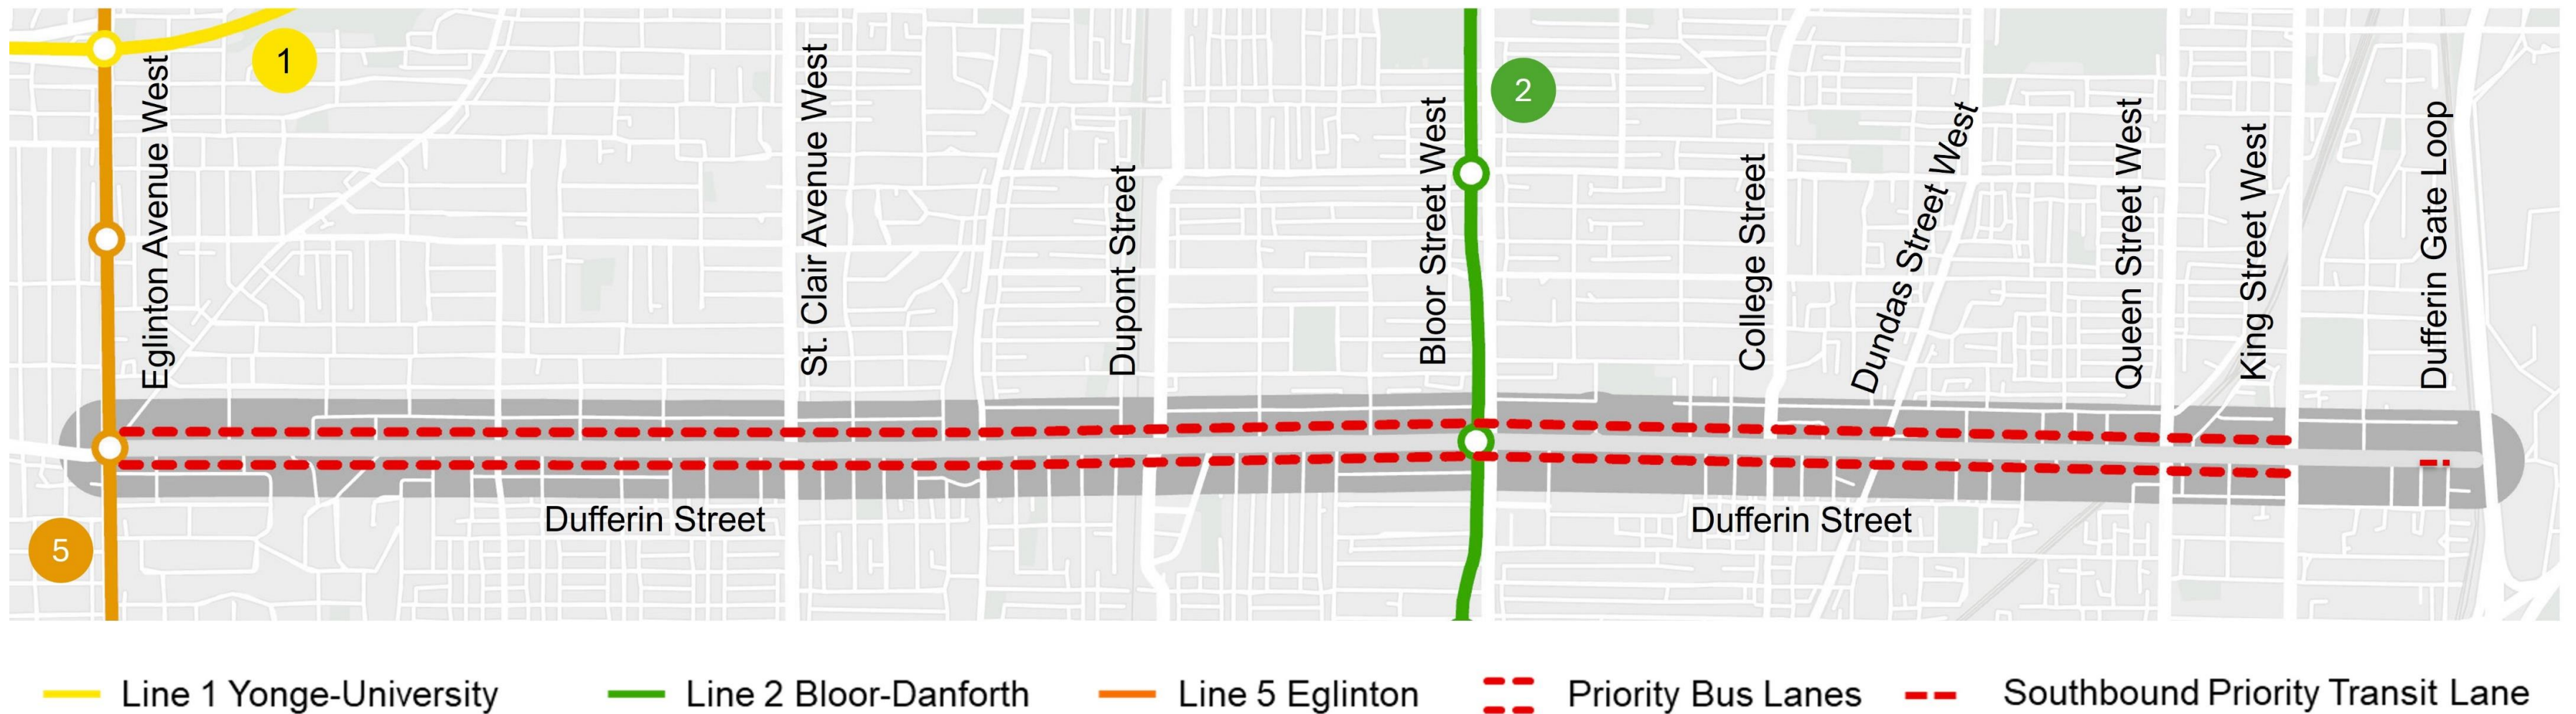 1
2
5
Eglinton Avenue West
St. Clair Avenue West
Dupont Street
Bloor Street West
College Street
Dundas Street West
Queen Street West
King Street West
Dufferin Gate Loop
Dufferin Street
Dufferin Street
Line 1 Yonge-University
Line 2 Bloor-Danforth
Line 5 Eglinton
Priority Bus Lanes
Southbound Priority Transit Lane